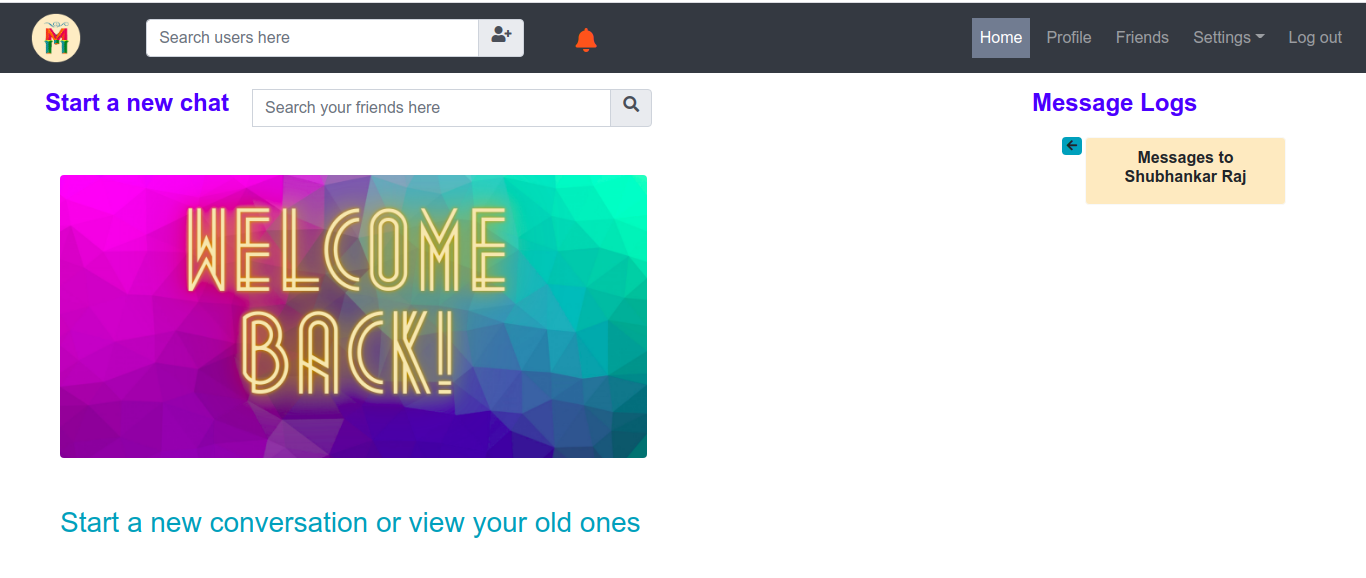 M
Search users here
Home
Profile
Friends
Settings
Log out
Start a new chat
Search your friends here
Message Logs
Messages to
Shubhankar Raj
WELCOME
BACK!
Start a new conversation or view your old ones